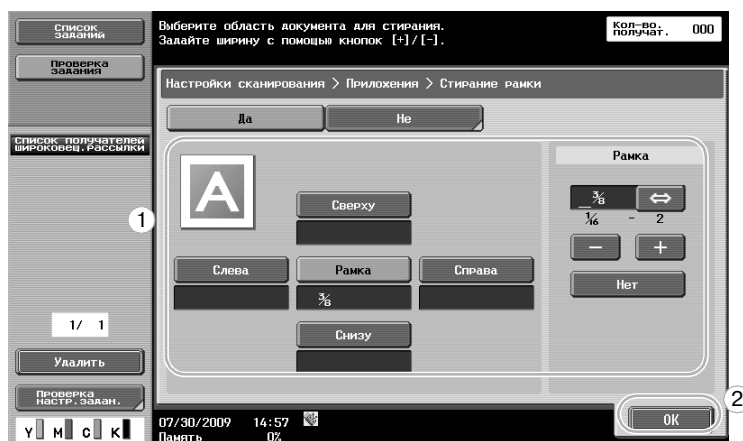 Список
заданий
Проверка
задания
Список получателей
широковещ.рассылки
1/ 1
Удалить
Проверка
настр.задан.
Y M C K
Выберите область документа для стирания.
Задайте ширину с помощью кнопок [+]/[-].
Кол-во.
получат. 000
Настройки сканирования > Приложения > Стирание рамки
Да Не
A
Сверху
Слева Рамка Справа
⅜
Снизу
Рамка
_⅜ ⇔
1/16 - 2
− +
Нет
1
2
OK
07/30/2009 14:57
Память 0%